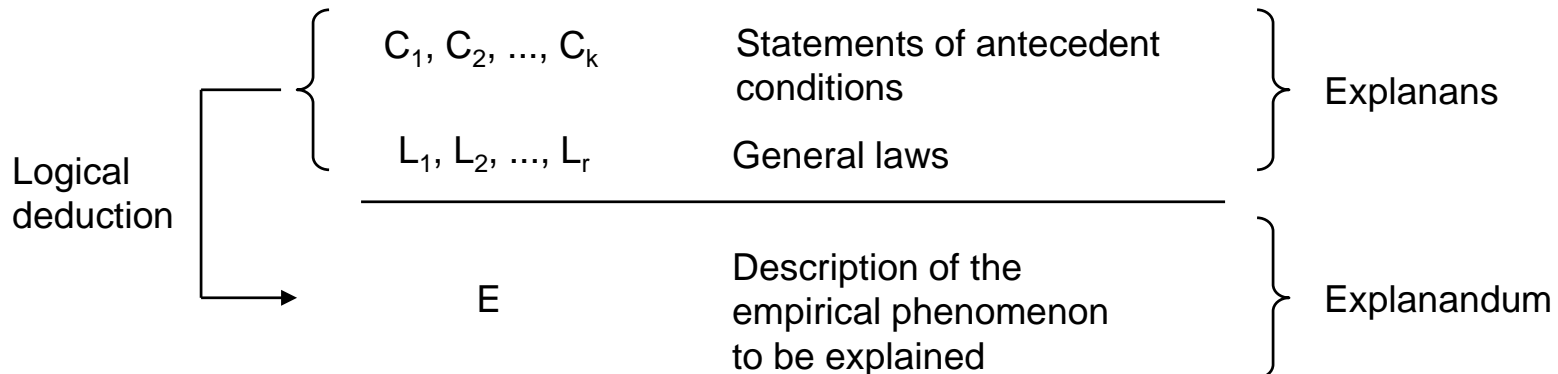 C₁, C₂, ..., Cₖ
Statements of antecedent
conditions
Explanans
L₁, L₂, ..., Lᵣ
General laws
Logical
deduction
E
Description of the
empirical phenomenon
to be explained
Explanandum